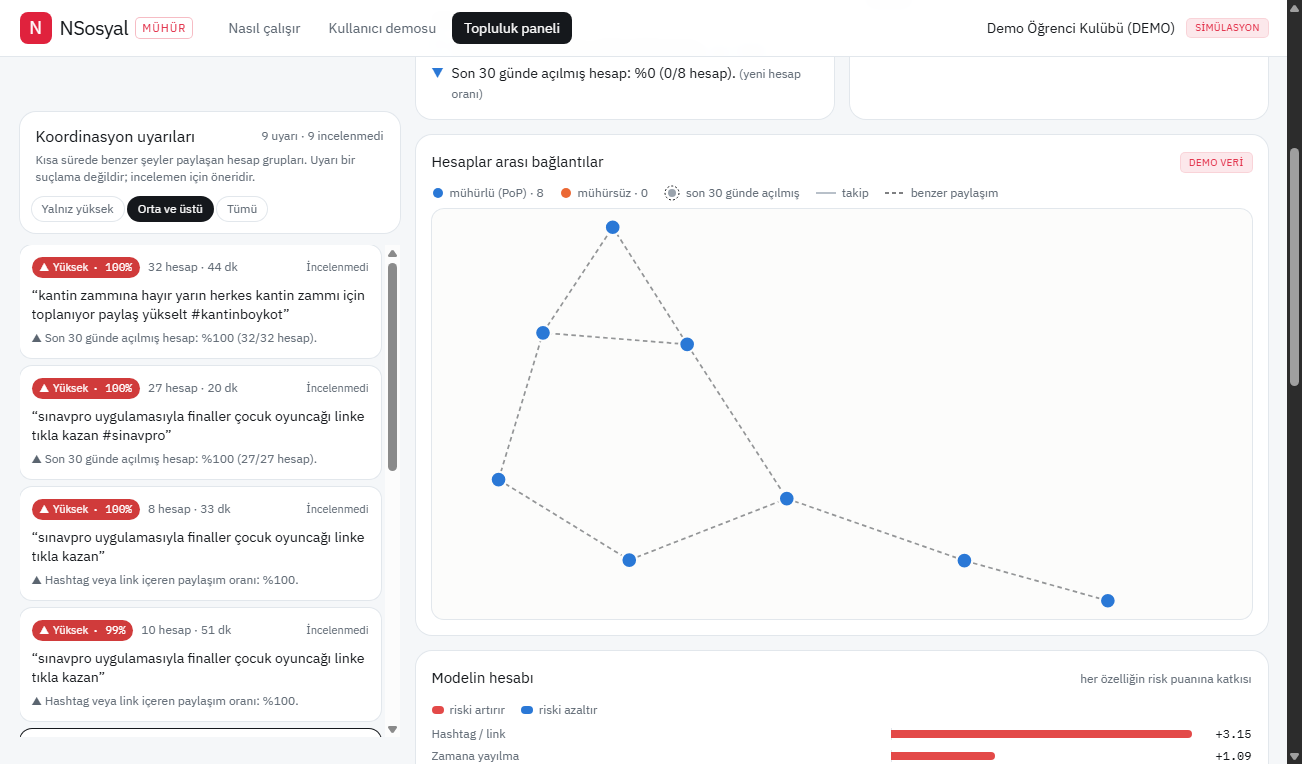 N NSosyal MÜHÜR Nasıl çalışır Kullanıcı demosu Topluluk paneli Demo Öğrenci Kulübü (DEMO) SİMÜLASYON
Koordinasyon uyarıları 9 uyarı · 9 incelenmedi
Kısa sürede benzer şeyler paylaşan hesap grupları. Uyarı bir
suçlama değildir; incelemen için öneridir.
Yalnız yüksek Orta ve üstü Tümü
▲ Yüksek · 100% 32 hesap · 44 dk İncelenmedi
“kantin zammına hayır yarın herkes kantin zammı için
toplanıyor paylaş yükselt #kantinboykot”
▲ Son 30 günde açılmış hesap: %100 (32/32 hesap).
▲ Yüksek · 100% 27 hesap · 20 dk İncelenmedi
“sınavpro uygulamasıyla finaller çocuk oyuncağı linke
tıkla kazan #sinavpro”
▲ Son 30 günde açılmış hesap: %100 (27/27 hesap).
▲ Yüksek · 100% 8 hesap · 33 dk İncelenmedi
“sınavpro uygulamasıyla finaller çocuk oyuncağı linke
tıkla kazan”
▲ Hashtag veya link içeren paylaşım oranı: %100.
▲ Yüksek · 99% 10 hesap · 51 dk İncelenmedi
“sınavpro uygulamasıyla finaller çocuk oyuncağı linke
tıkla kazan”
▲ Hashtag veya link içeren paylaşım oranı: %100.
▼ Son 30 günde açılmış hesap: %0 (0/8 hesap). (yeni hesap
oranı)
Hesaplar arası bağlantılar DEMO VERİ
mühürlü (PoP) · 8 mühürsüz · 0 son 30 günde açılmış takip benzer paylaşım
Modelin hesabı her özelliğin risk puanına katkısı
riski artırır riski azaltır
Hashtag / link +3.15
Zamana yayılma +1.09